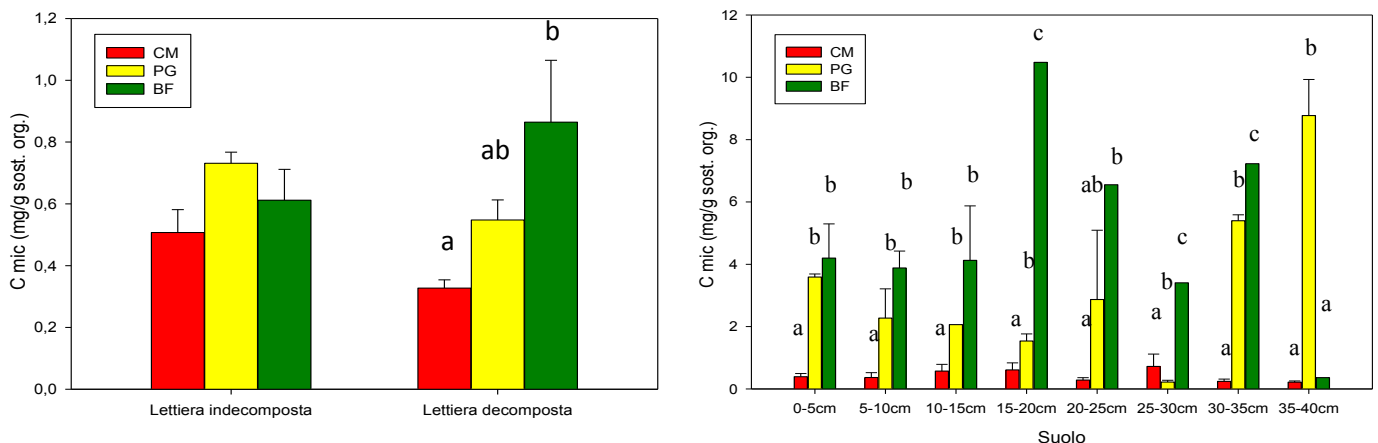 1,2
1,0
0,8
0,6
0,4
0,2
0,0
C mic (mg/g sost. org.)
CM
PG
BF
a
ab
b
Lettiera indecomposta
Lettiera decomposta
12
10
8
6
4
2
0
C mic (mg/g sost. org.)
CM
PG
BF
a b b
a b b
a b b
a b c
a ab b
a b c
a b c
a b a
0-5cm 5-10cm 10-15cm 15-20cm 20-25cm 25-30cm 30-35cm 35-40cm
Suolo